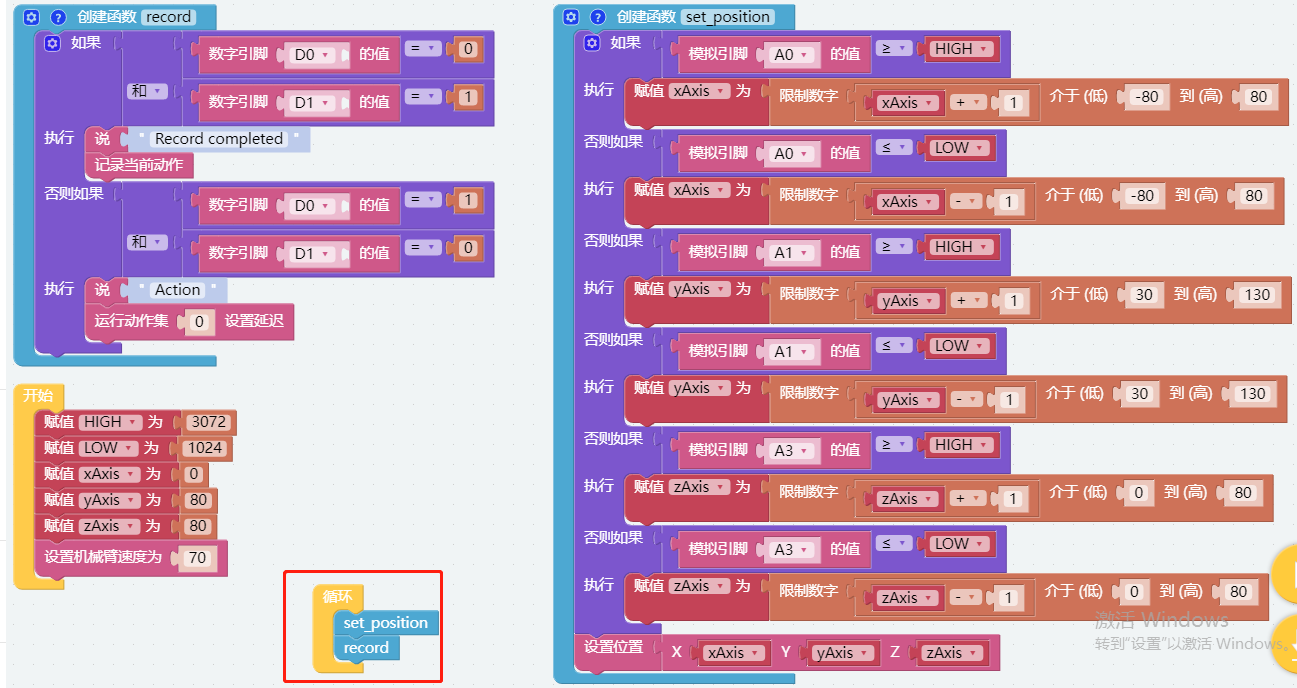 创建函数 record
如果 数字引脚 D0 的值 = 0
和 数字引脚 D1 的值 = 1
执行 说 " Record completed "
记录当前动作
否则如果 数字引脚 D0 的值 = 1
和 数字引脚 D1 的值 = 0
执行 说 " Action "
运行动作集 0 设置延迟
开始
赋值 HIGH 为 3072
赋值 LOW 为 1024
赋值 xAxis 为 0
赋值 yAxis 为 80
赋值 zAxis 为 80
设置机械臂速度为 70
循环
set_position
record
创建函数 set_position
如果 模拟引脚 A0 的值 ≥ HIGH
执行 赋值 xAxis 为 限制数字 xAxis + 1 介于 (低) -80 到 (高) 80
否则如果 模拟引脚 A0 的值 ≤ LOW
执行 赋值 xAxis 为 限制数字 xAxis - 1 介于 (低) -80 到 (高) 80
否则如果 模拟引脚 A1 的值 ≥ HIGH
执行 赋值 yAxis 为 限制数字 yAxis + 1 介于 (低) 30 到 (高) 130
否则如果 模拟引脚 A1 的值 ≤ LOW
执行 赋值 yAxis 为 限制数字 yAxis - 1 介于 (低) 30 到 (高) 130
否则如果 模拟引脚 A3 的值 ≥ HIGH
执行 赋值 zAxis 为 限制数字 zAxis + 1 介于 (低) 0 到 (高) 80
否则如果 模拟引脚 A3 的值 ≤ LOW
执行 赋值 zAxis 为 限制数字 zAxis - 1 介于 (低) 0 到 (高) 80
设置位置 X xAxis Y yAxis Z zAxis
激活 Windows
转到"设置"以激活 Windows。